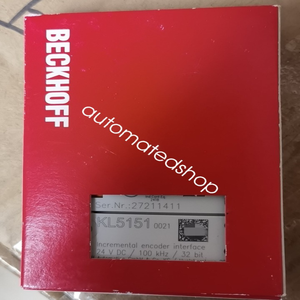 BECKHOFF
automatedshop
Ser.Nr.:27211411
KL5151 0021
incremental encoder interface
24 V DC / 100 kHz / 32 bit